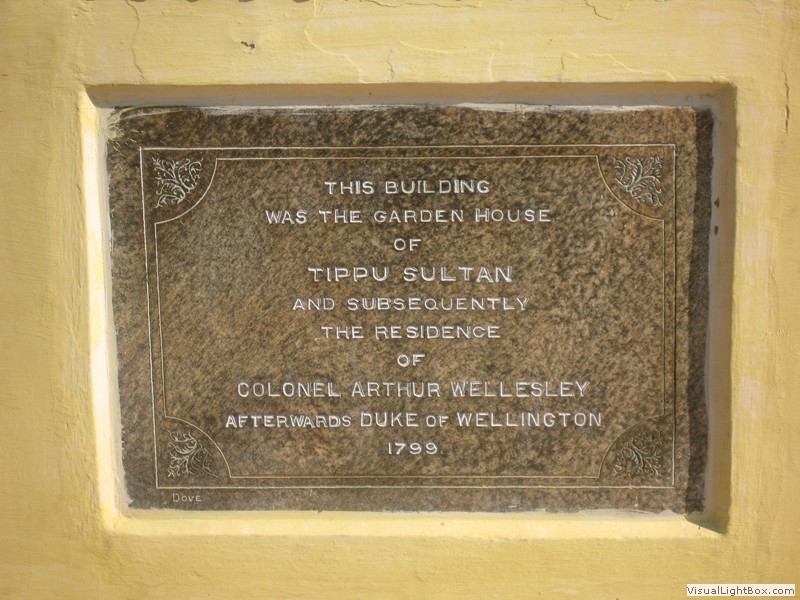 THIS BUILDING
WAS THE GARDEN HOUSE
OF
TIPPU SULTAN
AND SUBSEQUENTLY
THE RESIDENCE
OF
COLONEL ARTHUR WELLESLEY
AFTERWARDS DUKE OF WELLINGTON
1799.
DOVE
VisualLightBox.com